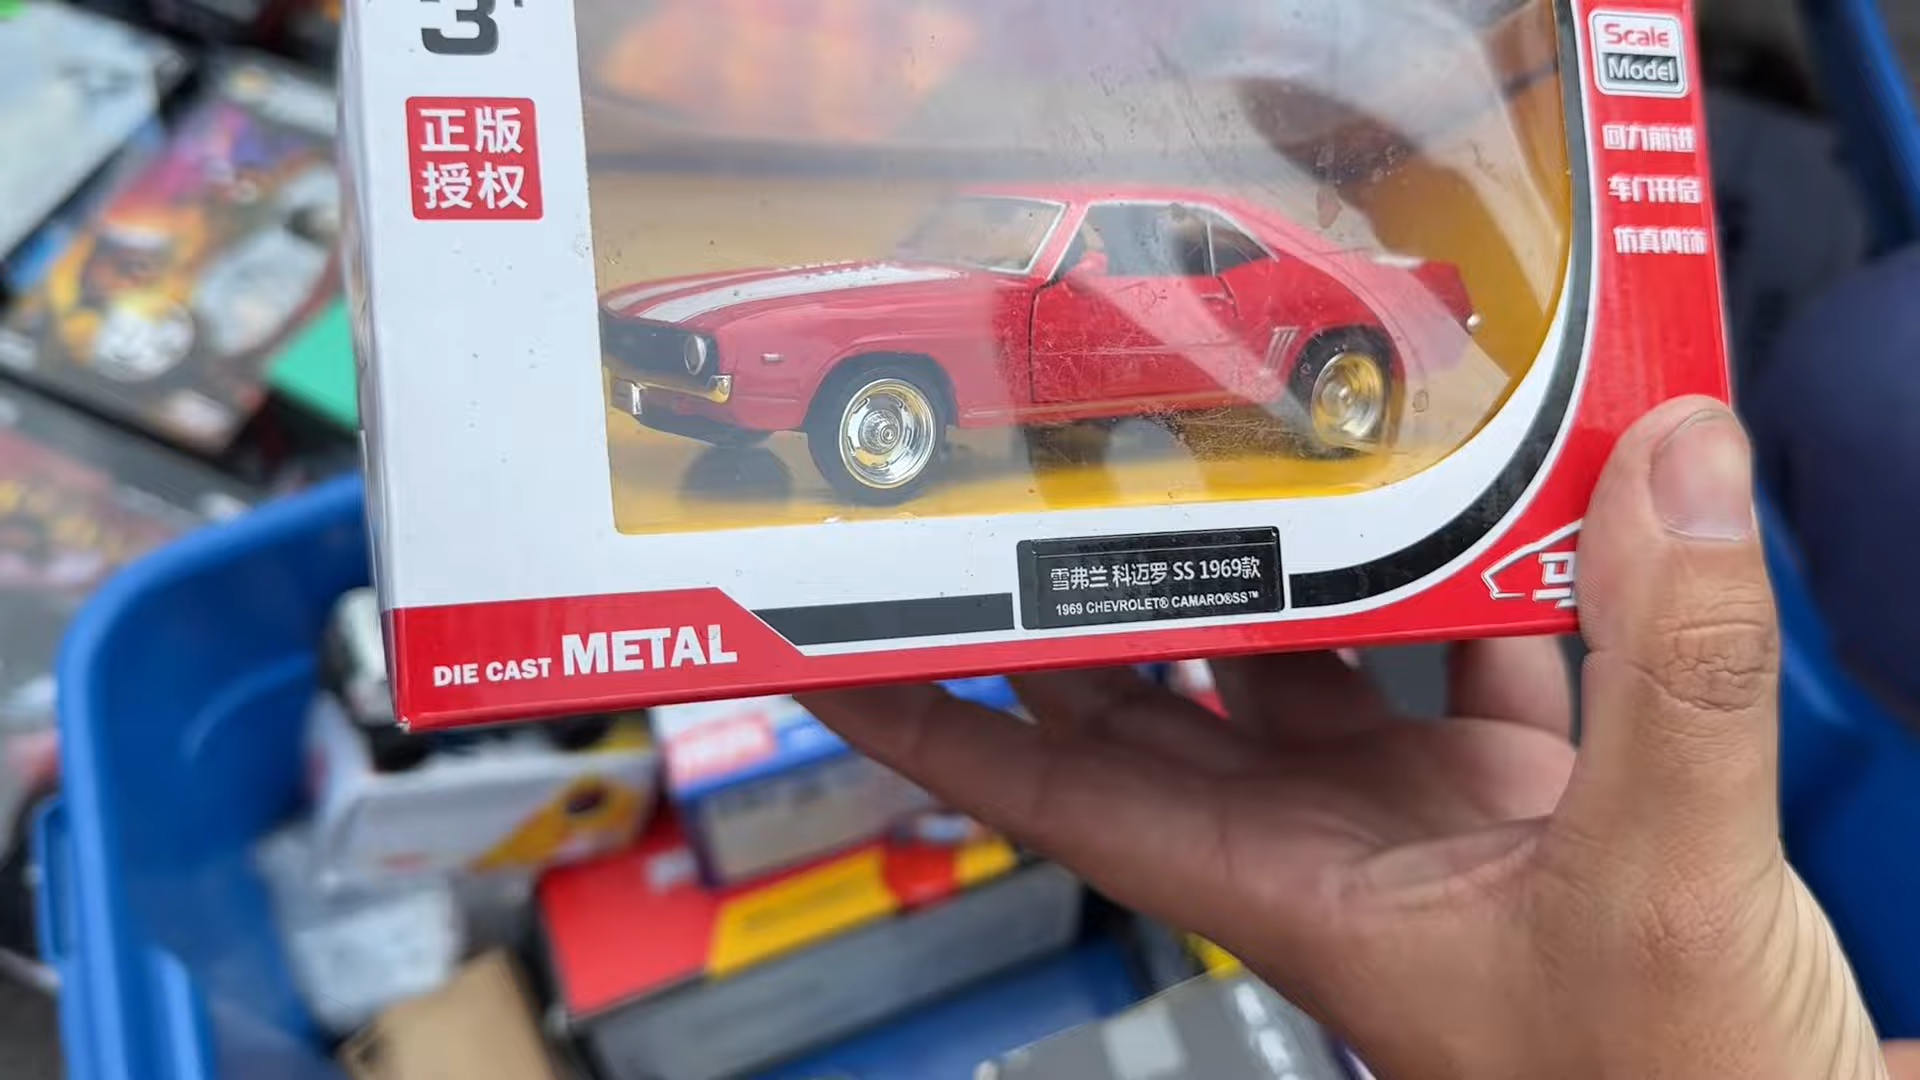 3+
正版
授权
Scale
Model
回力前进
车门开启
仿真内饰
雪弗兰 科迈罗 SS 1969款
1969 CHEVROLET® CAMARO®SS™
DIE CAST METAL